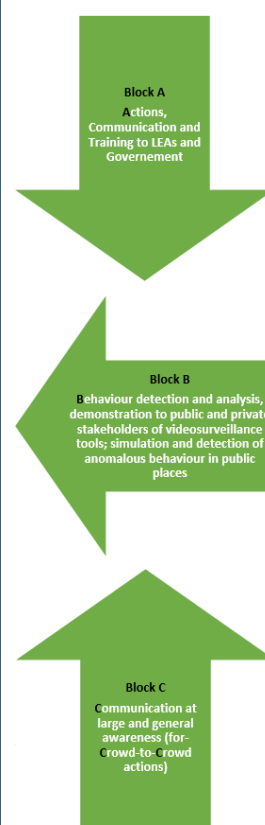 Block A
Actions,
Communication and
Training to LEAs and
Governement
Block B
Behaviour detection and analysis,
demonstration to public and private
stakeholders of videosurveillance
tools; simulation and detection of
anomalous behaviour in public
places
Block C
Communication at
large and general
awareness (for-
Crowd-to-Crowd
actions)